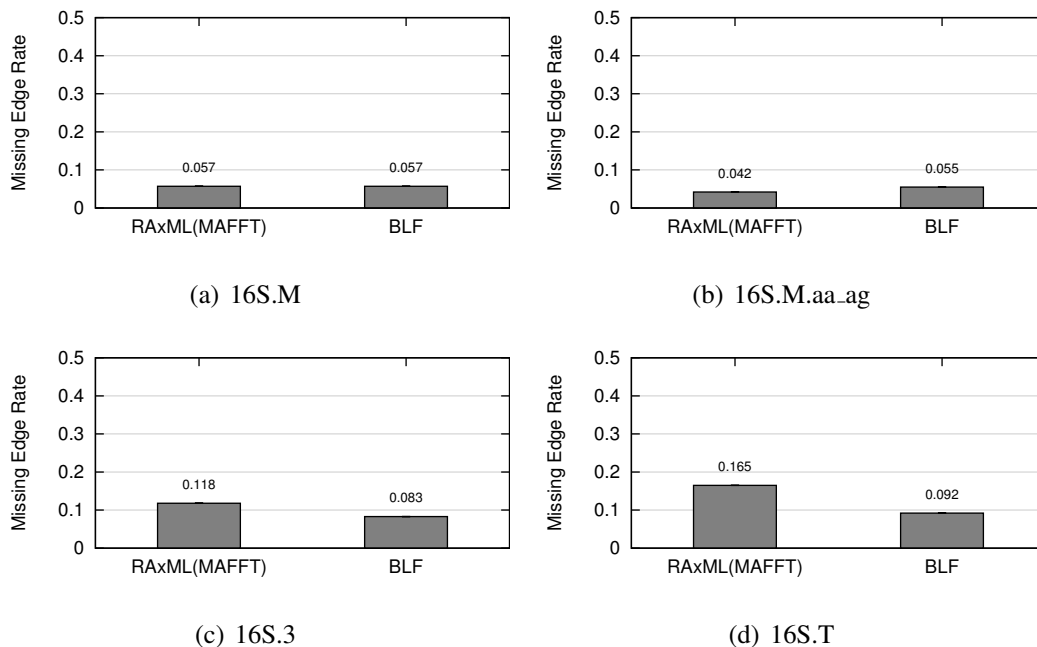 0.5
0.4
0.3
0.2
0.1
0
Missing Edge Rate
0.057
0.057
RAxML(MAFFT)
BLF
(a) 16S.M
0.5
0.4
0.3
0.2
0.1
0
Missing Edge Rate
0.042
0.055
RAxML(MAFFT)
BLF
(b) 16S.M.aa_ag
0.5
0.4
0.3
0.2
0.1
0
Missing Edge Rate
0.118
0.083
RAxML(MAFFT)
BLF
(c) 16S.3
0.5
0.4
0.3
0.2
0.1
0
Missing Edge Rate
0.165
0.092
RAxML(MAFFT)
BLF
(d) 16S.T